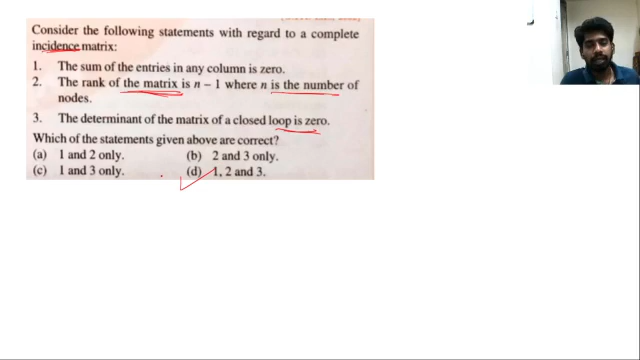 Consider the following statements with regard to a complete
incidence matrix:
1. The sum of the entries in any column is zero.
2. The rank of the matrix is n – 1 where n is the number of
nodes.
3. The determinant of the matrix of a closed loop is zero.
Which of the statements given above are correct?
(a) 1 and 2 only. (b) 2 and 3 only.
(c) 1 and 3 only. (d) 1, 2 and 3.